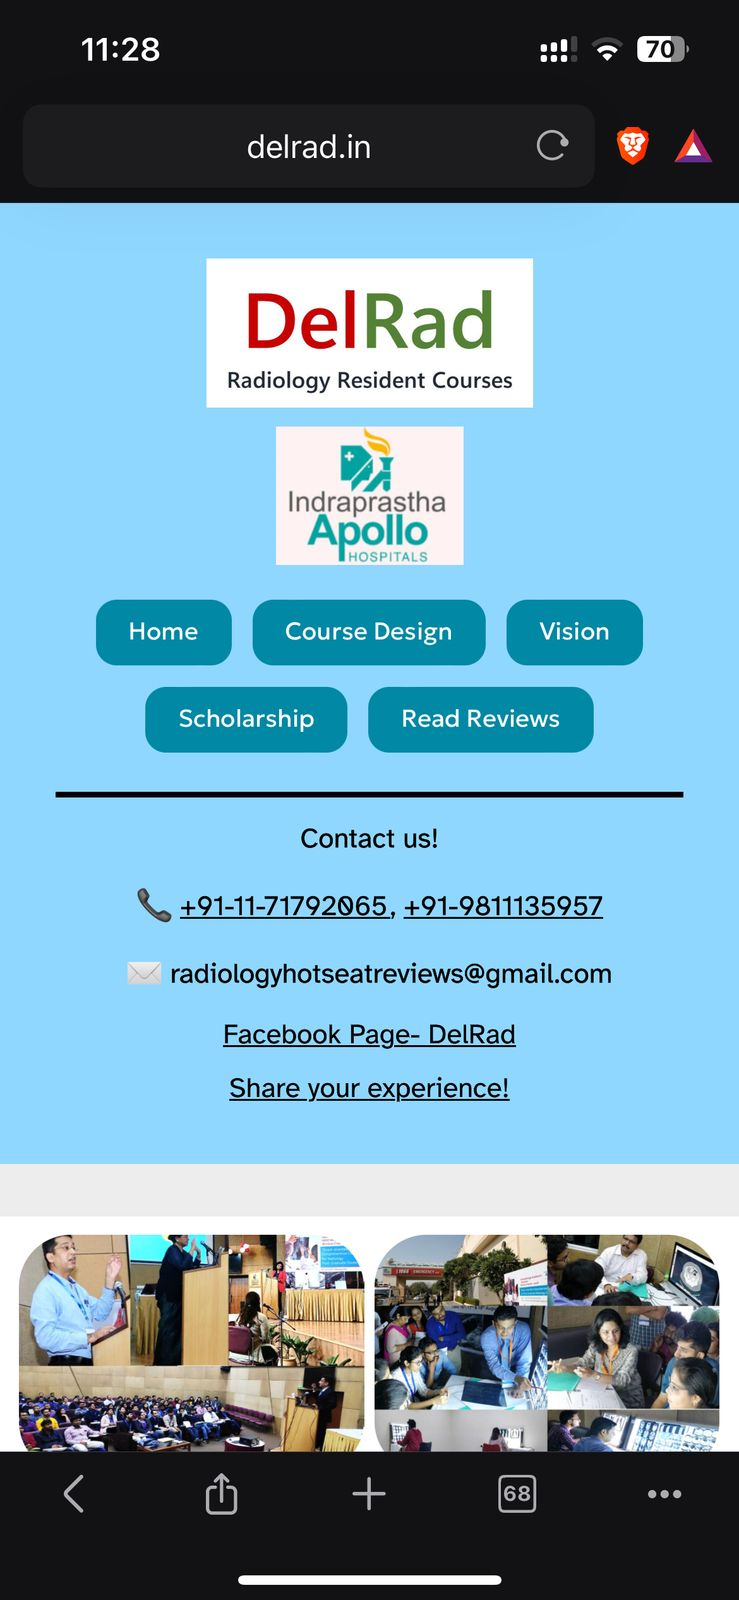 11:28
70
delrad.in
DelRad
Radiology Resident Courses
Indraprastha
Apollo
HOSPITALS
Home
Course Design
Vision
Scholarship
Read Reviews
Contact us!
+91-11-71792065, +91-9811135957
radiologyhotseatreviews@gmail.com
Facebook Page- DelRad
Share your experience!
EMERGENCY
68